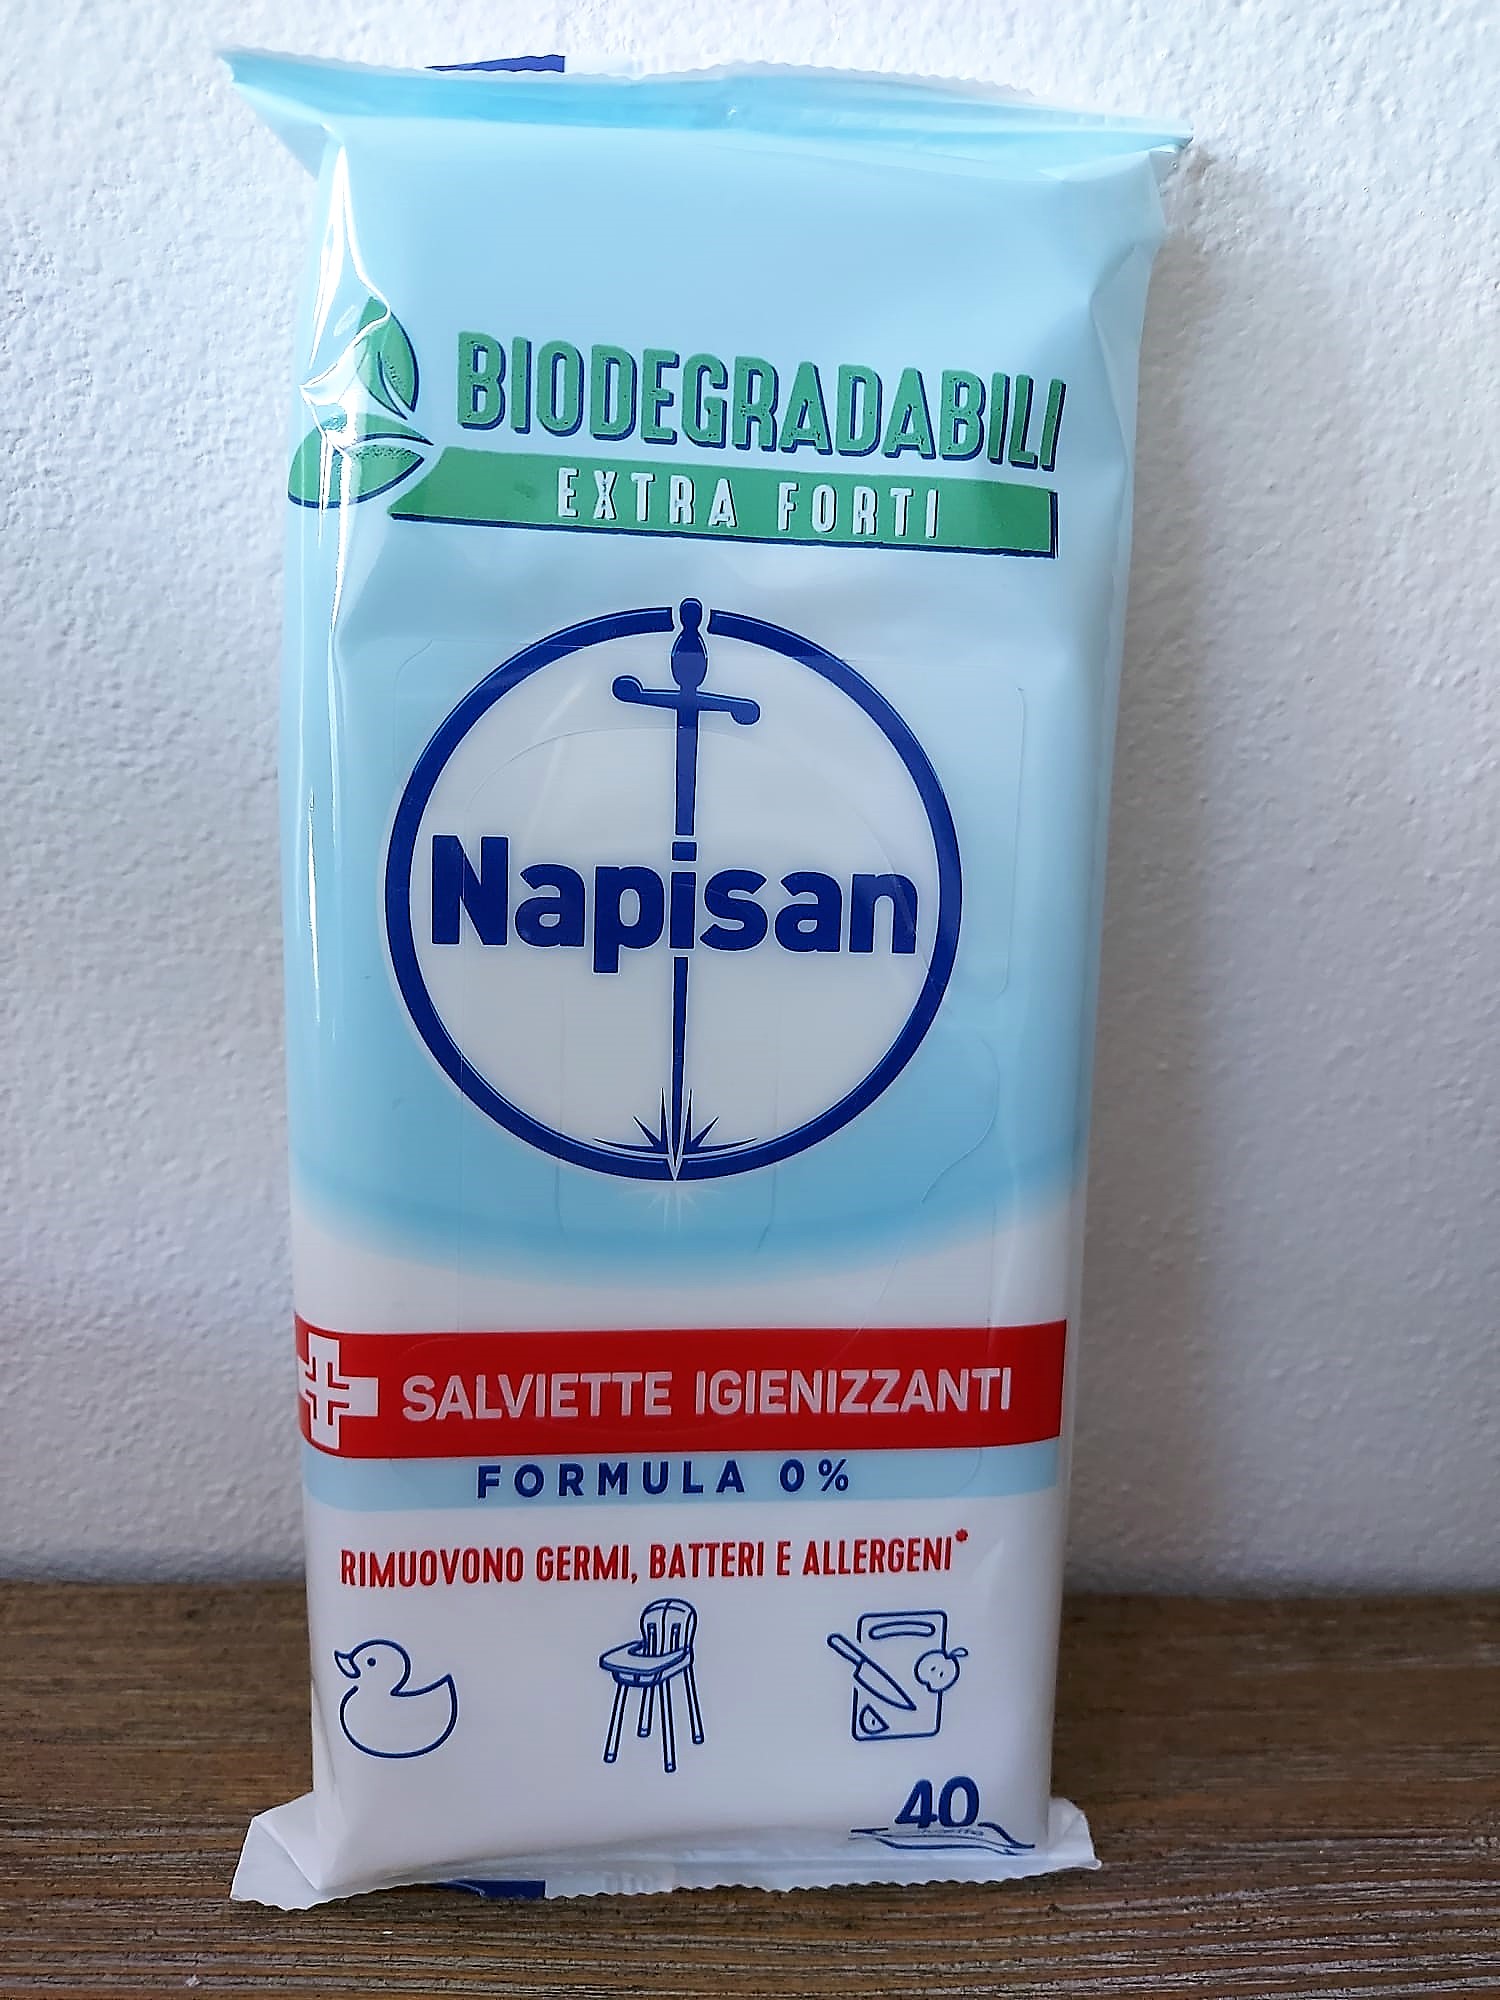 BIODEGRADABILI
EXTRA FORTI
Napisan
SALVIETTE IGIENIZZANTI
FORMULA 0%
RIMUOVONO GERMI, BATTERI E ALLERGENI*
40